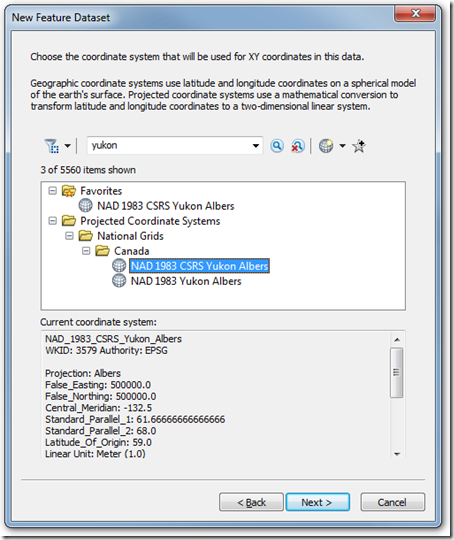 New Feature Dataset
Choose the coordinate system that will be used for XY coordinates in this data.
Geographic coordinate systems use latitude and longitude coordinates on a spherical model
of the earth's surface. Projected coordinate systems use a mathematical conversion to
transform latitude and longitude coordinates to a two-dimensional linear system.
yukon
3 of 5560 items shown
Favorites
NAD 1983 CSRS Yukon Albers
Projected Coordinate Systems
National Grids
Canada
NAD 1983 CSRS Yukon Albers
NAD 1983 Yukon Albers
Current coordinate system:
NAD_1983_CSRS_Yukon_Albers
WKID: 3579 Authority: EPSG
Projection: Albers
False_Easting: 500000.0
False_Northing: 500000.0
Central_Meridian: -132.5
Standard_Parallel_1: 61.66666666666666
Standard_Parallel_2: 68.0
Latitude_Of_Origin: 59.0
Linear Unit: Meter (1.0)
< Back Next > Cancel